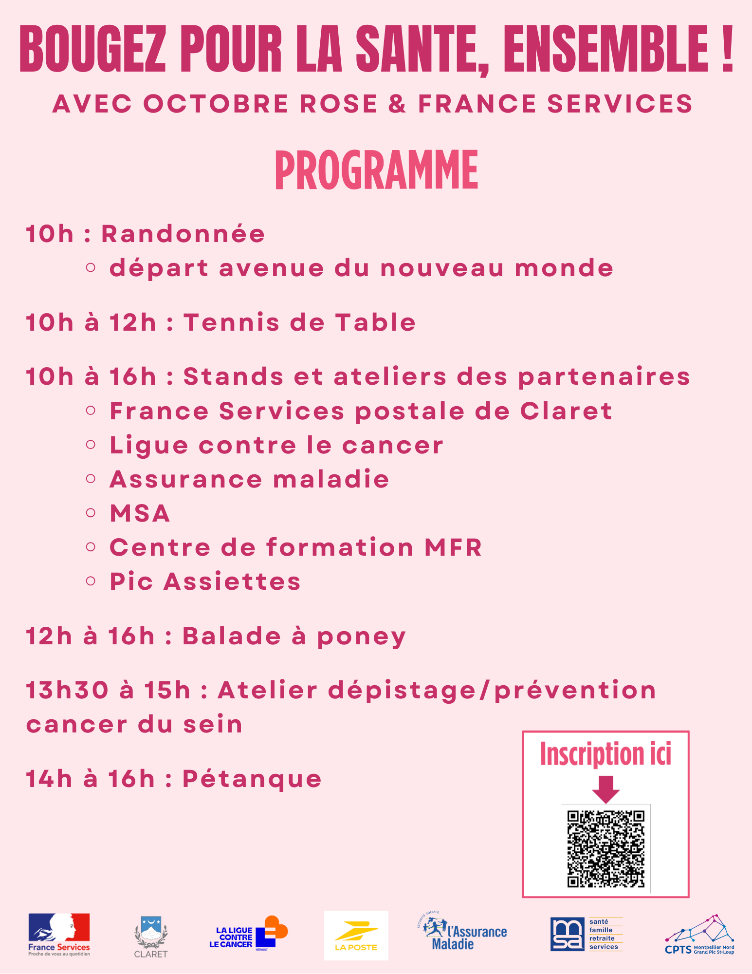 BOUGEZ POUR LA SANTE, ENSEMBLE !
AVEC OCTOBRE ROSE & FRANCE SERVICES
PROGRAMME
10h : Randonnée
départ avenue du nouveau monde
10h à 12h : Tennis de Table
10h à 16h : Stands et ateliers des partenaires
France Services postale de Claret
Ligue contre le cancer
Assurance maladie
MSA
Centre de formation MFR
Pic Assiettes
12h à 16h : Balade à poney
13h30 à 15h : Atelier dépistage/prévention
cancer du sein
14h à 16h : Pétanque
Inscription ici
France Services
Proche de vous au quotidien
CLARET
LA LIGUE
CONTRE
LE CANCER
LA POSTE
l'Assurance
Maladie
msa
santé
famille
retraite
services
CPTS Montpellier Nord
Grand Pic St-Loup